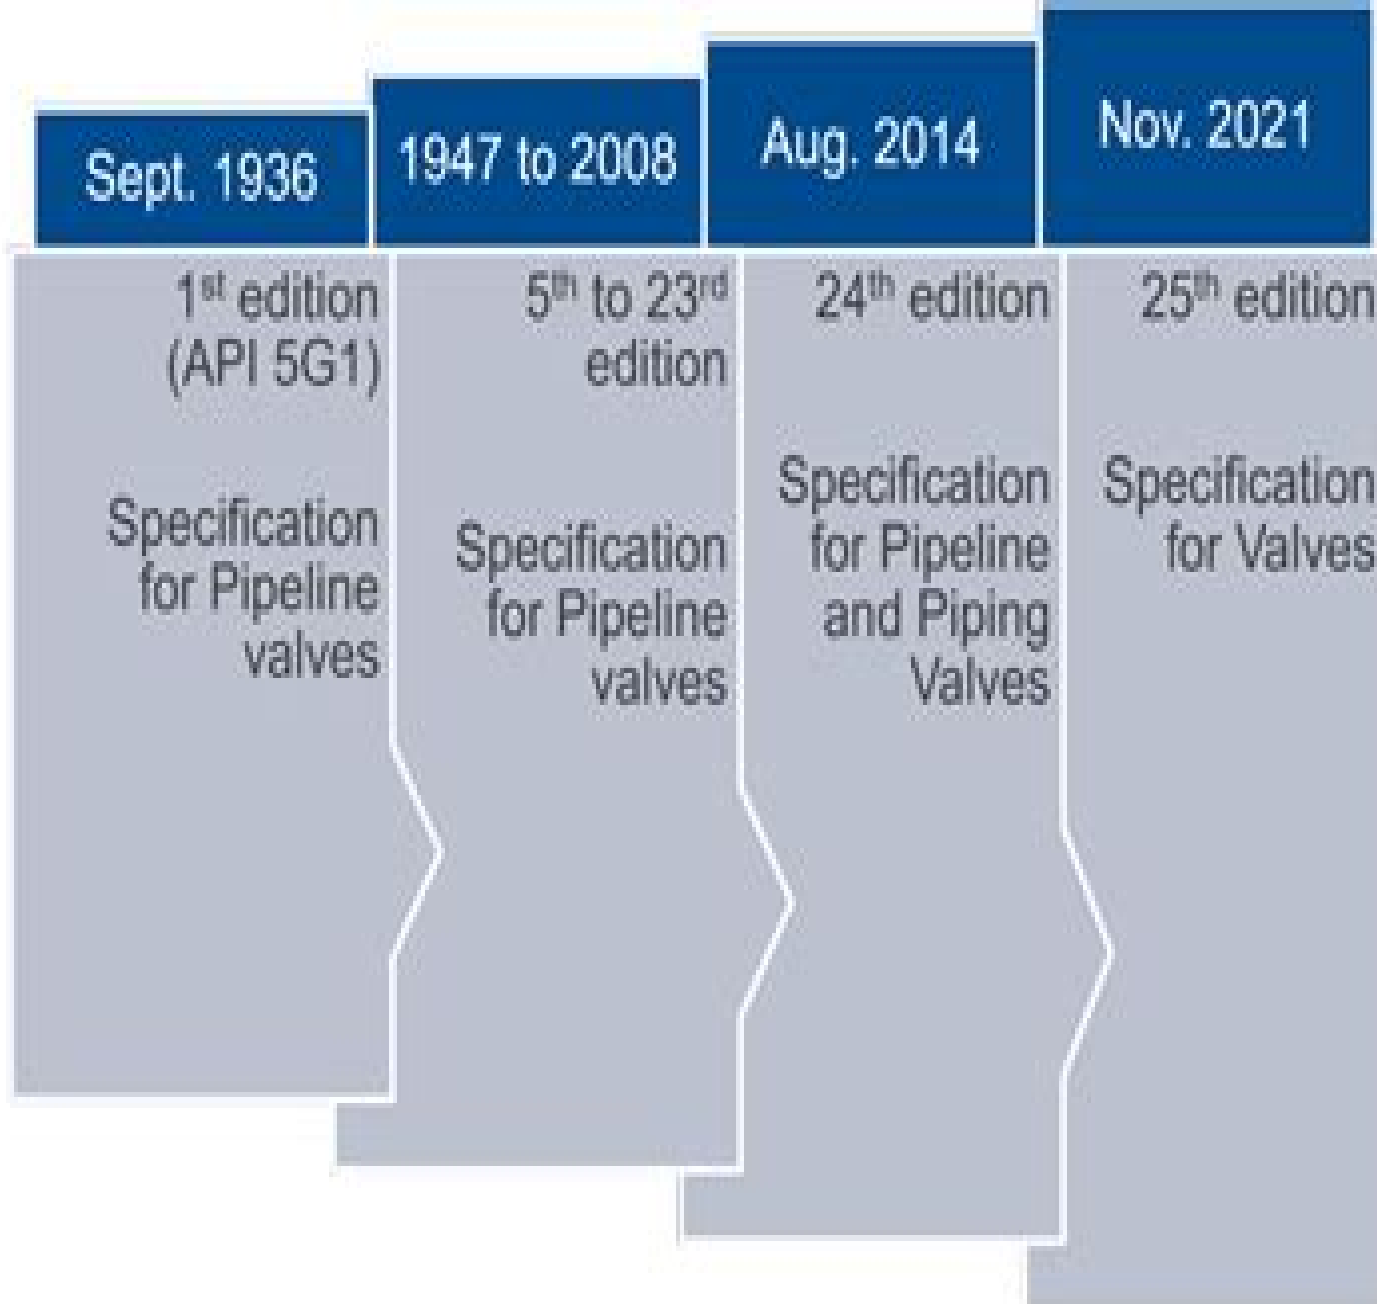 Sept. 1936
1st edition
(API 5G1)
Specification
for Pipeline
valves
1947 to 2008
5th to 23rd
edition
Specification
for Pipeline
valves
Aug. 2014
24th edition
Specification
for Pipeline
and Piping
Valves
Nov. 2021
25th edition
Specification
for Valves